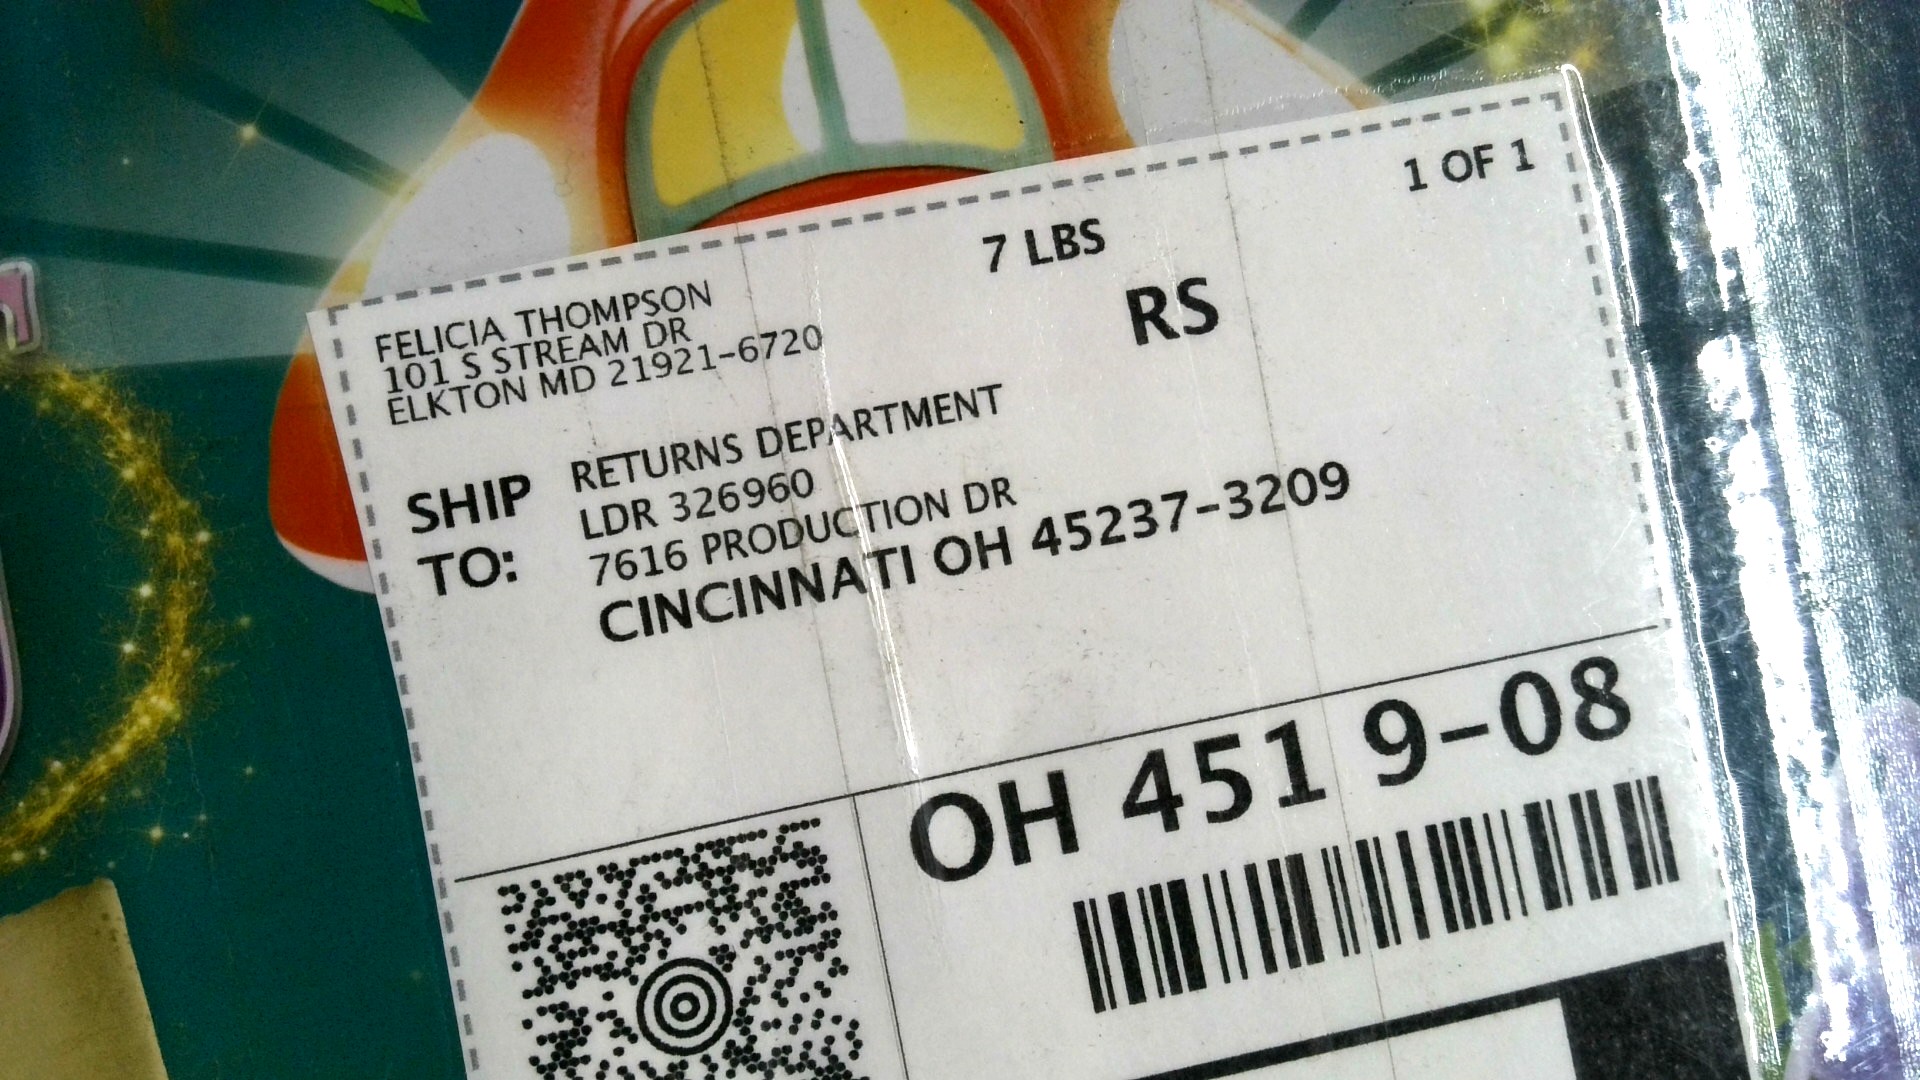 1 OF 1
7 LBS
RS
FELICIA THOMPSON
101 S STREAM DR
ELKTON MD 21921-6720
SHIP TO:
RETURNS DEPARTMENT
LDR 326960
7616 PRODUCTION DR
CINCINNATI OH 45237-3209
OH 451 9-08